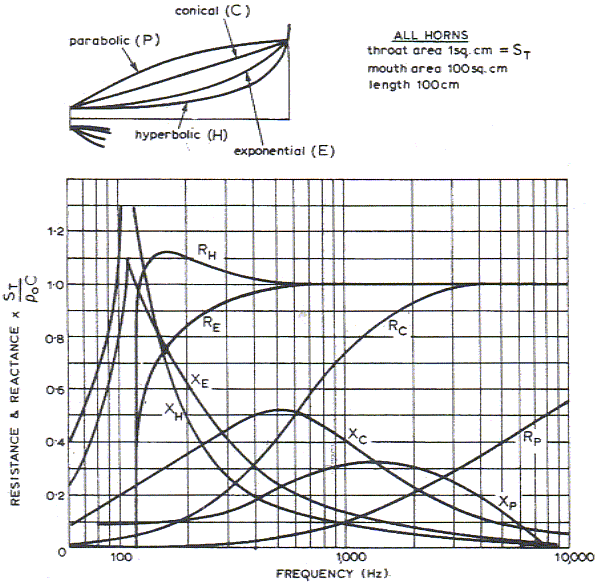 conical (C)
parabolic (P)
hyperbolic (H)
exponential (E)
ALL HORNS
throat area 1sq.cm = S_T
mouth area 100sq.cm
length 100cm
RESISTANCE & REACTANCE x S_T / ρ₀C
1·2
1·0
0·8
0·6
0·4
0·2
0
R_H
R_E
R_C
X_E
X_H
X_C
R_P
X_P
100
1,000
10,000
FREQUENCY (Hz)